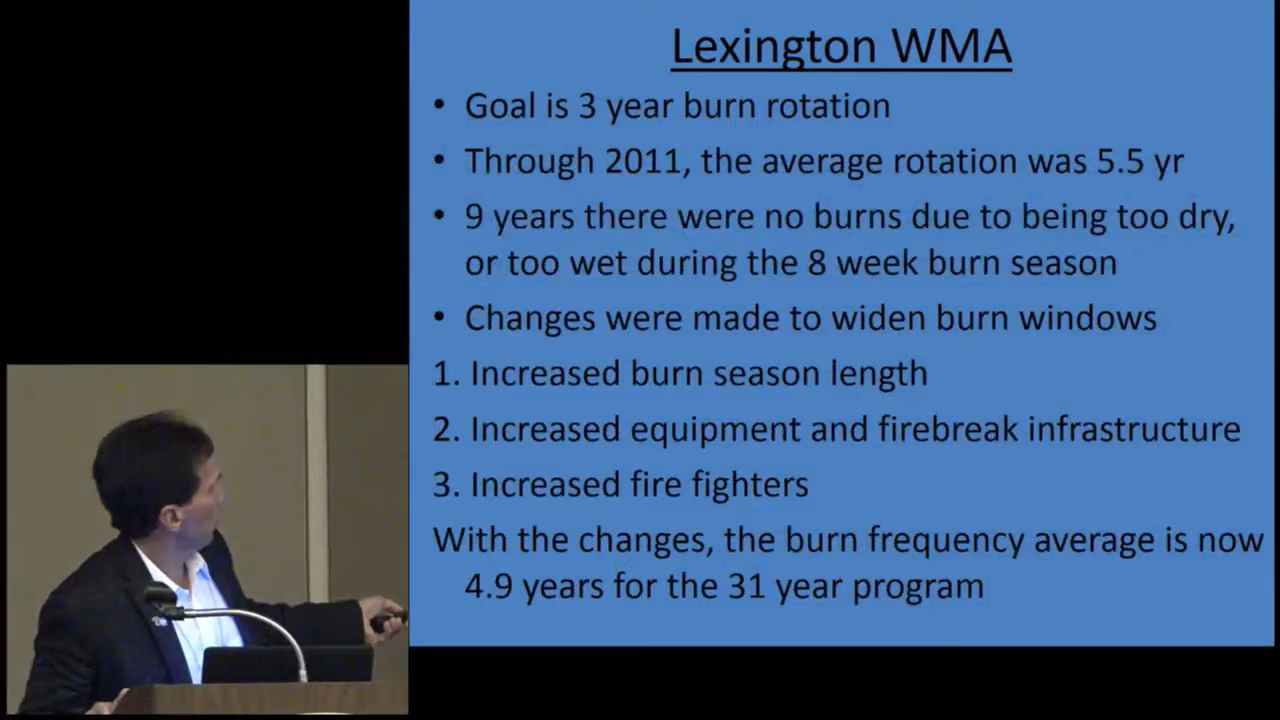 Lexington WMA
• Goal is 3 year burn rotation
• Through 2011, the average rotation was 5.5 yr
• 9 years there were no burns due to being too dry,
or too wet during the 8 week burn season
• Changes were made to widen burn windows
1. Increased burn season length
2. Increased equipment and firebreak infrastructure
3. Increased fire fighters
With the changes, the burn frequency average is now
4.9 years for the 31 year program